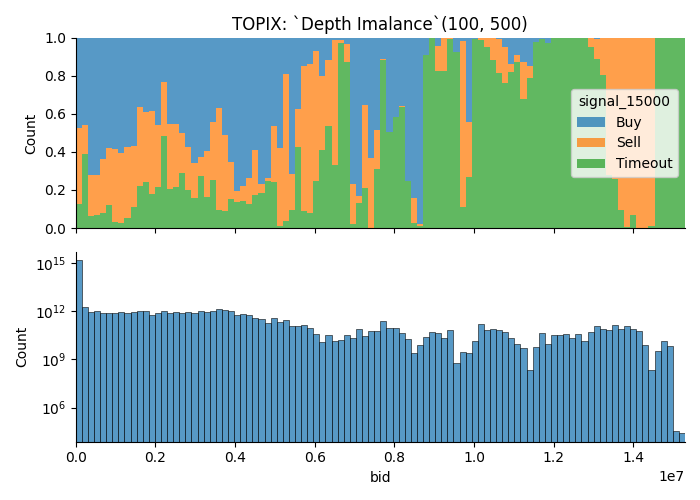 TOPIX: `Depth Imalance`(100, 500)
1.0
0.8
0.6
0.4
0.2
0.0
Count
signal_15000
Buy
Sell
Timeout
10^15
10^12
10^9
10^6
Count
0.0 0.2 0.4 0.6 0.8 1.0 1.2 1.4
1e7
bid